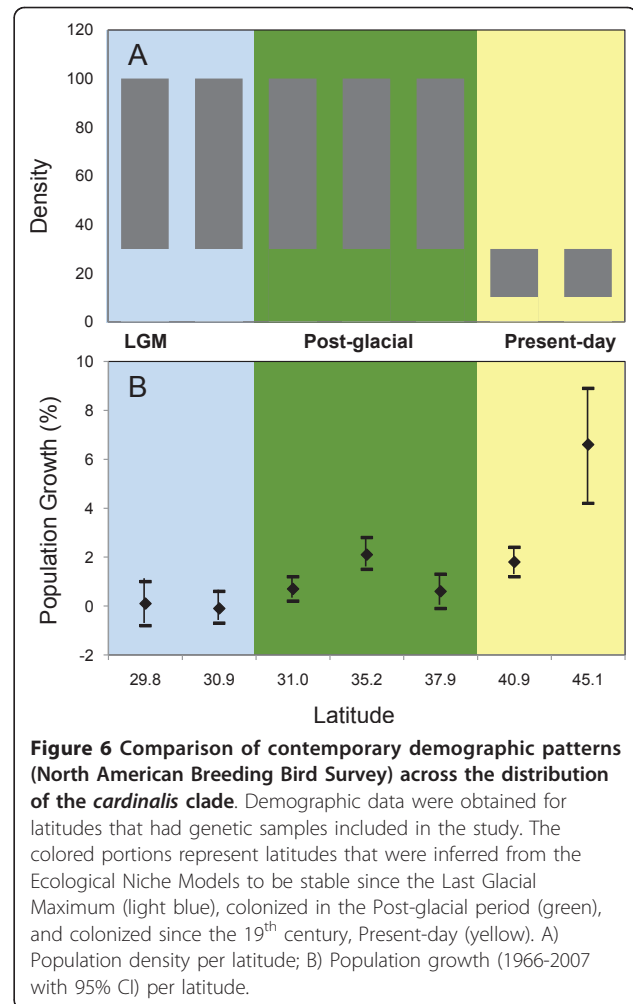 120
100
80
60
40
20
0
Density
A
LGM Post-glacial Present-day
10
8
6
4
2
0
-2
Population Growth (%)
B
29.8 30.9 31.0 35.2 37.9 40.9 45.1
Latitude
Figure 6 Comparison of contemporary demographic patterns
(North American Breeding Bird Survey) across the distribution
of the cardinalis clade. Demographic data were obtained for
latitudes that had genetic samples included in the study. The
colored portions represent latitudes that were inferred from the
Ecological Niche Models to be stable since the Last Glacial
Maximum (light blue), colonized in the Post-glacial period (green),
and colonized since the 19th century, Present-day (yellow). A)
Population density per latitude; B) Population growth (1966-2007
with 95% CI) per latitude.